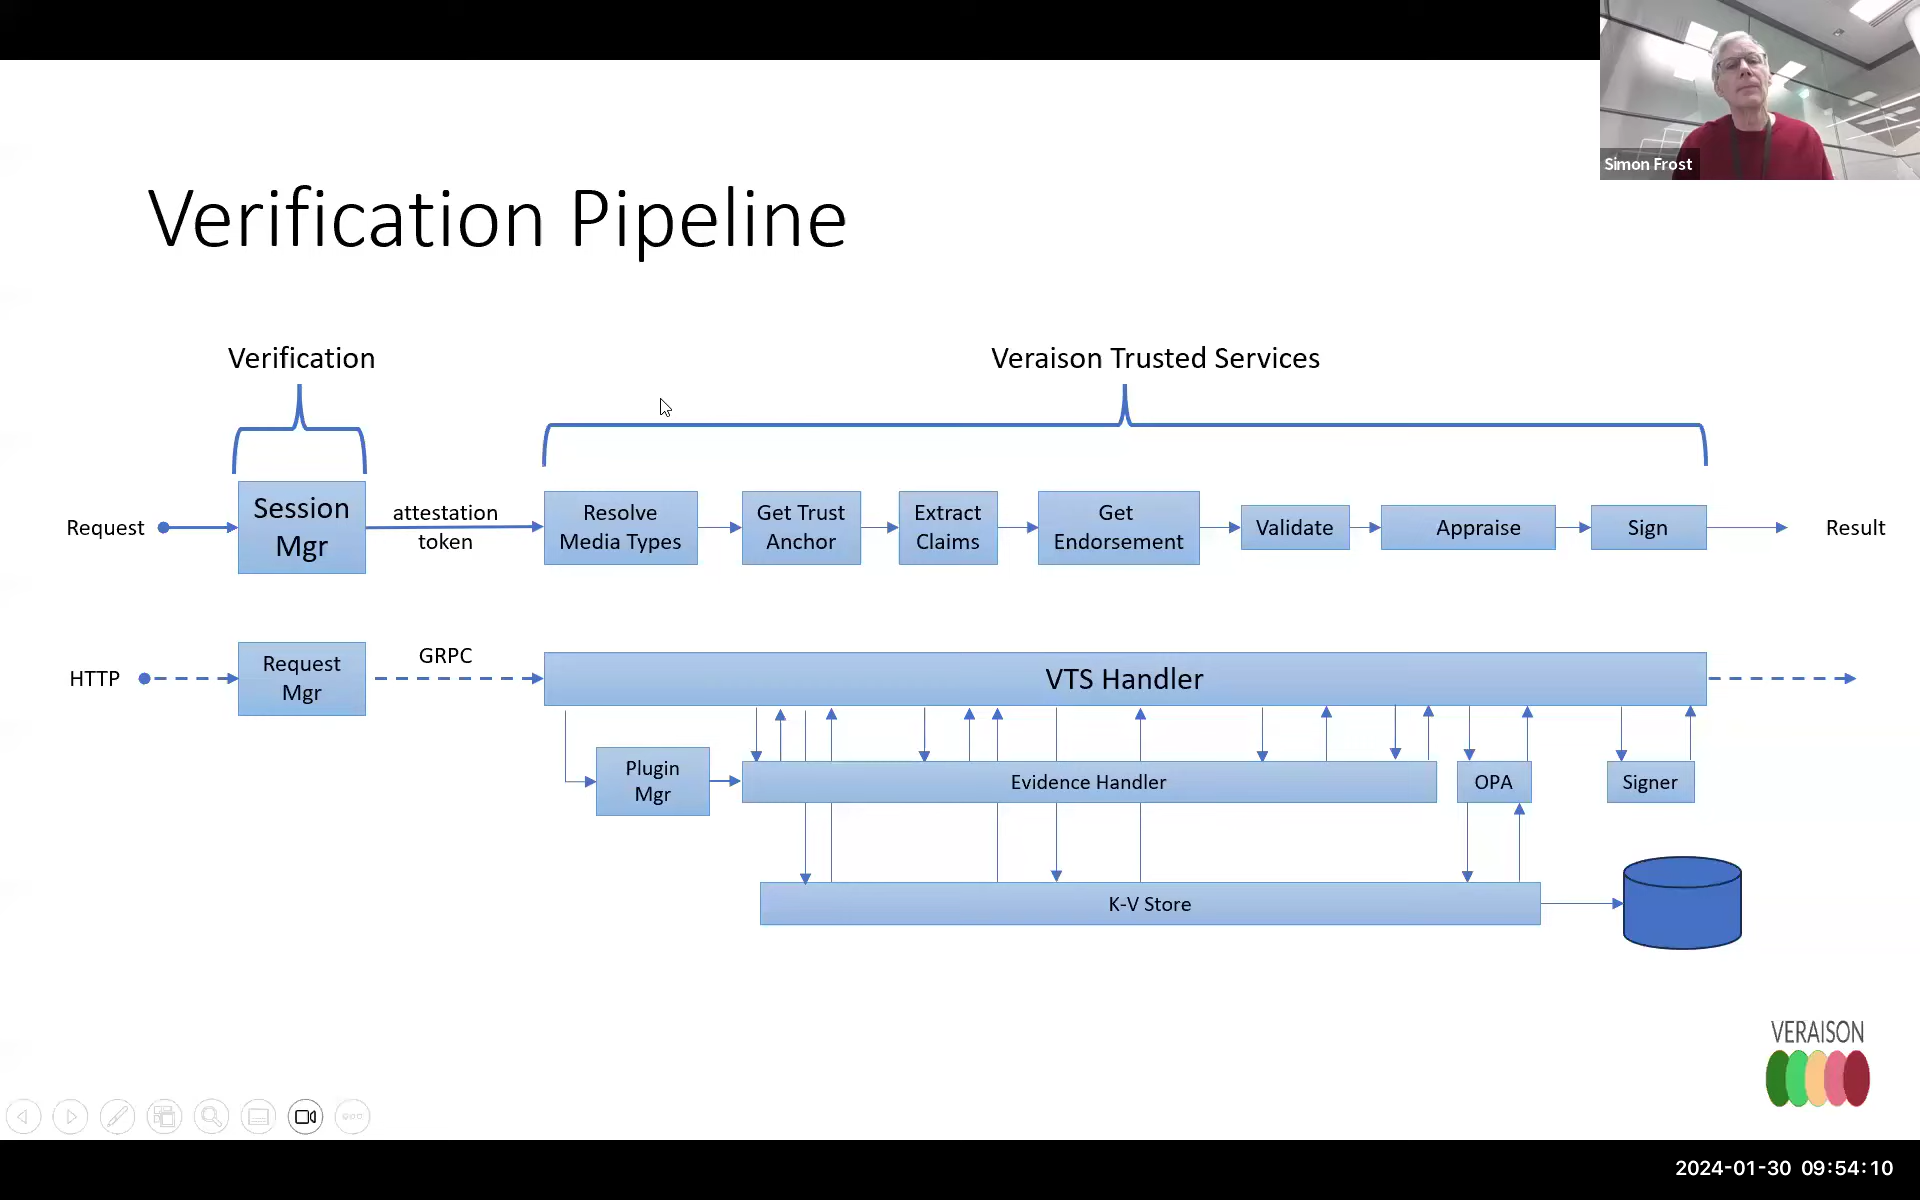 Simon Frost
Verification Pipeline
Verification
Veraison Trusted Services
Request
Session
Mgr
attestation
token
Resolve
Media Types
Get Trust
Anchor
Extract
Claims
Get
Endorsement
Validate
Appraise
Sign
Result
HTTP
Request
Mgr
GRPC
VTS Handler
Plugin
Mgr
Evidence Handler
OPA
Signer
K-V Store
VERAISON
2024-01-30 09:54:10